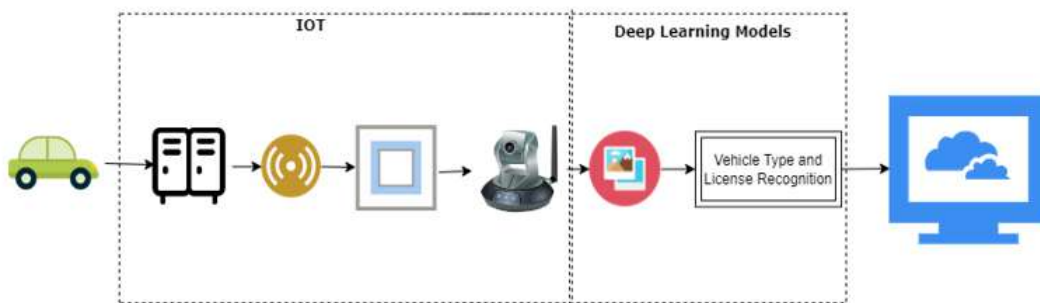 IOT
Deep Learning Models
Vehicle Type and
License Recognition